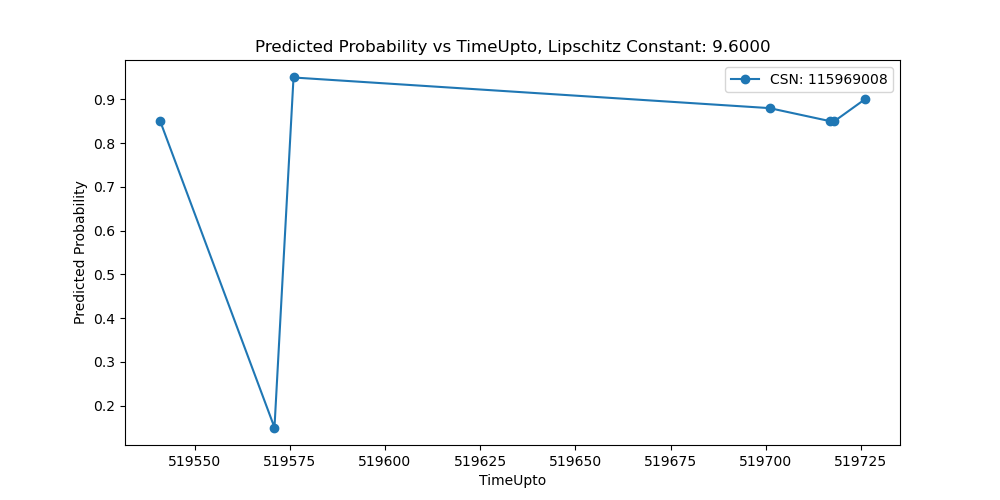 Predicted Probability vs TimeUpto, Lipschitz Constant: 9.6000
CSN: 115969008
Predicted Probability
0.9
0.8
0.7
0.6
0.5
0.4
0.3
0.2
519550 519575 519600 519625 519650 519675 519700 519725
TimeUpto